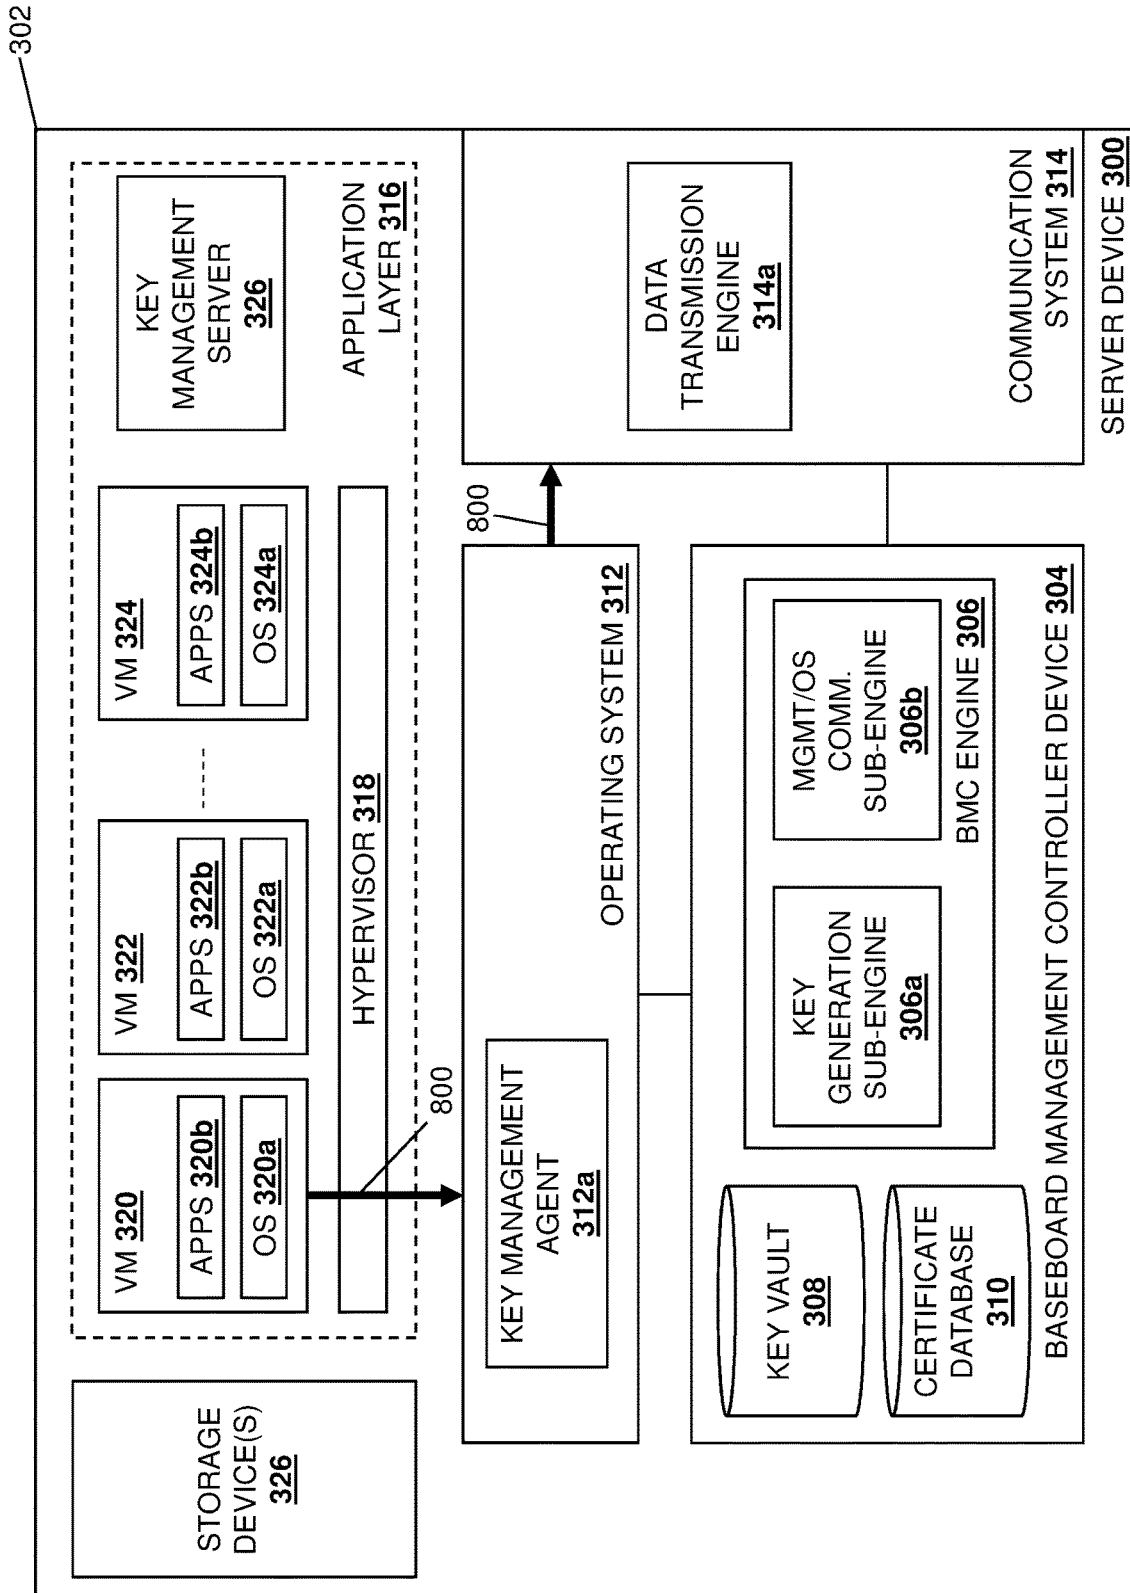 302
STORAGE
DEVICE(S)
326
VM 320
APPS 320b
OS 320a
VM 322
APPS 322b
OS 322a
VM 324
APPS 324b
OS 324a
HYPERVISOR 318
KEY
MANAGEMENT
SERVER
326
APPLICATION
LAYER 316
800
800
KEY MANAGEMENT
AGENT
312a
OPERATING SYSTEM 312
DATA
TRANSMISSION
ENGINE
314a
COMMUNICATION
SYSTEM 314
KEY VAULT
308
CERTIFICATE
DATABASE
310
KEY
GENERATION
SUB-ENGINE
306a
MGMT/OS
COMM.
SUB-ENGINE
306b
BMC ENGINE 306
BASEBOARD MANAGEMENT CONTROLLER DEVICE 304
SERVER DEVICE 300